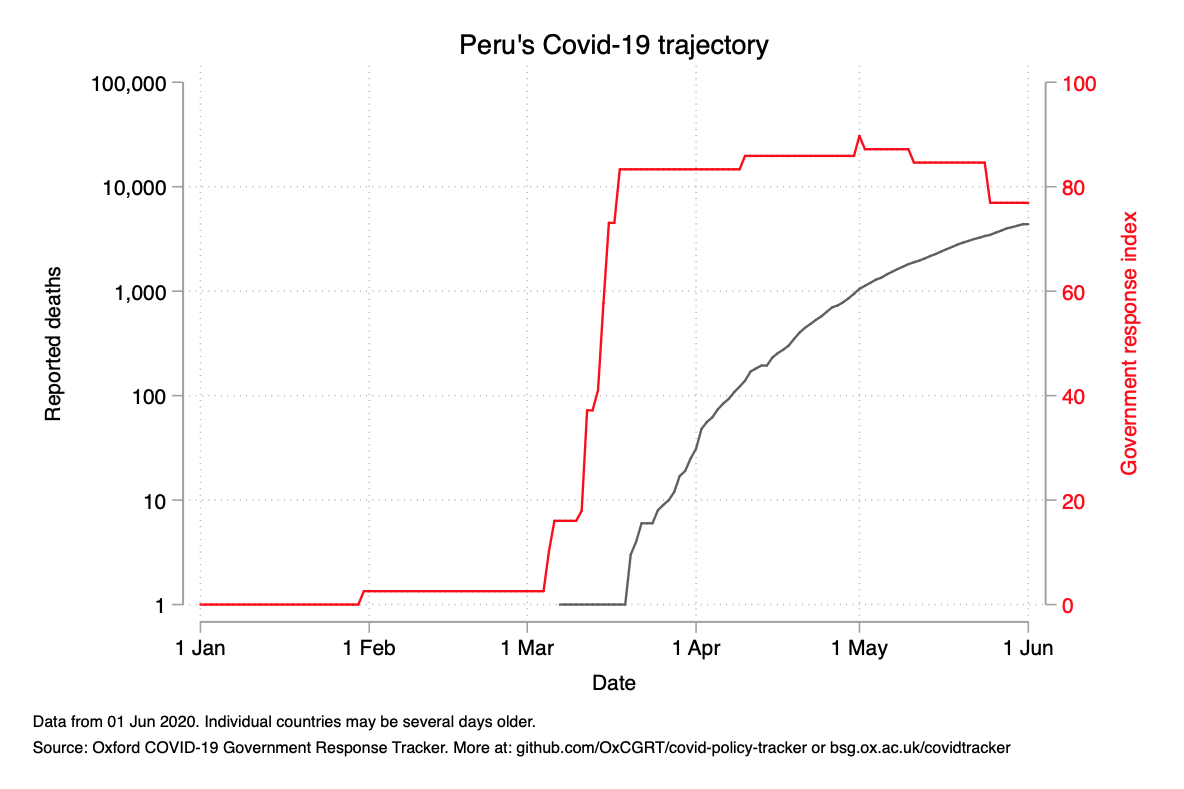 Peru's Covid-19 trajectory
100,000
10,000
1,000
100
10
1
Reported deaths
100
80
60
40
20
0
Government response index
1 Jan
1 Feb
1 Mar
1 Apr
1 May
1 Jun
Date
Data from 01 Jun 2020. Individual countries may be several days older.
Source: Oxford COVID-19 Government Response Tracker. More at: github.com/OxCGRT/covid-policy-tracker or bsg.ox.ac.uk/covidtracker